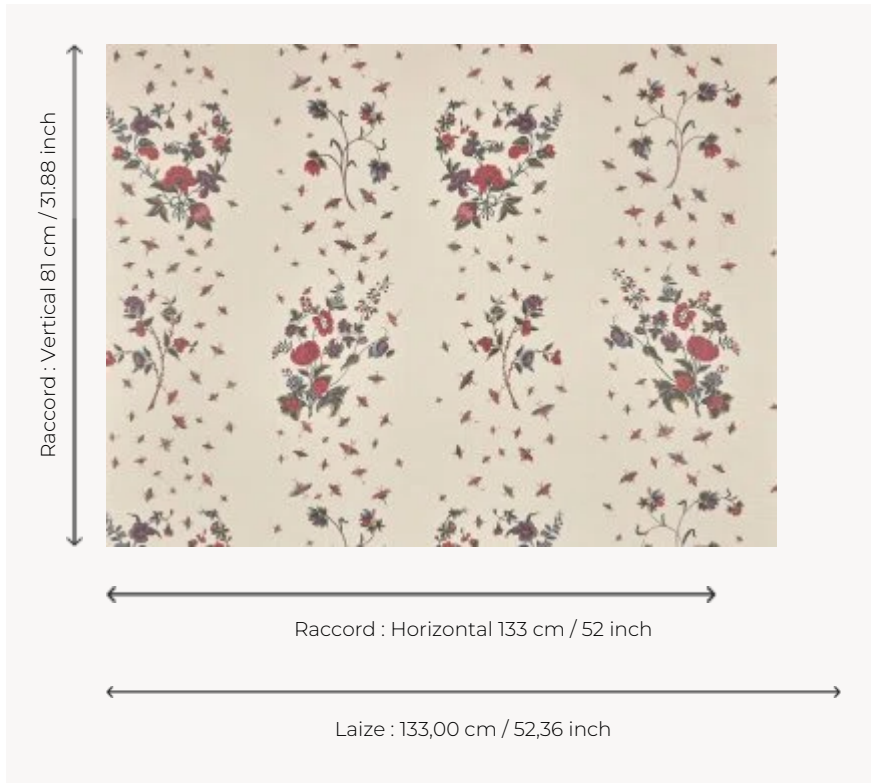 Raccord : Vertical 81 cm / 31.88 inch
Raccord : Horizontal 133 cm / 52 inch
Laize : 133,00 cm / 52,36 inch